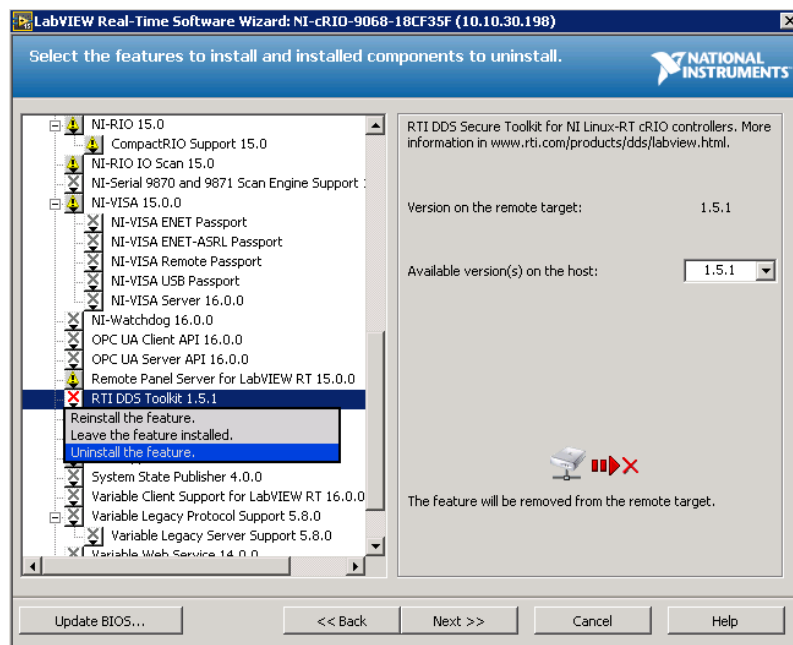 LabVIEW Real-Time Software Wizard: NI-cRIO-9068-18CF35F (10.10.30.198)
Select the features to install and installed components to uninstall.
NATIONAL
INSTRUMENTS
NI-RIO 15.0
CompactRIO Support 15.0
NI-RIO IO Scan 15.0
NI-Serial 9870 and 9871 Scan Engine Support
NI-VISA 15.0.0
NI-VISA ENET Passport
NI-VISA ENET-ASRL Passport
NI-VISA Remote Passport
NI-VISA USB Passport
NI-VISA Server 16.0.0
NI-Watchdog 16.0.0
OPC UA Client API 16.0.0
OPC UA Server API 16.0.0
Remote Panel Server for LabVIEW RT 15.0.0
RTI DDS Toolkit 1.5.1
Reinstall the feature.
Leave the feature installed.
Uninstall the feature.
System State Publisher 4.0.0
Variable Client Support for LabVIEW RT 16.0.0
Variable Legacy Protocol Support 5.8.0
Variable Legacy Server Support 5.8.0
Variable Web Service 14.0.0
RTI DDS Secure Toolkit for NI Linux-RT cRIO controllers. More
information in www.rti.com/products/dds/labview.html.
Version on the remote target: 1.5.1
Available version(s) on the host: 1.5.1
The feature will be removed from the remote target.
Update BIOS... << Back Next >> Cancel Help